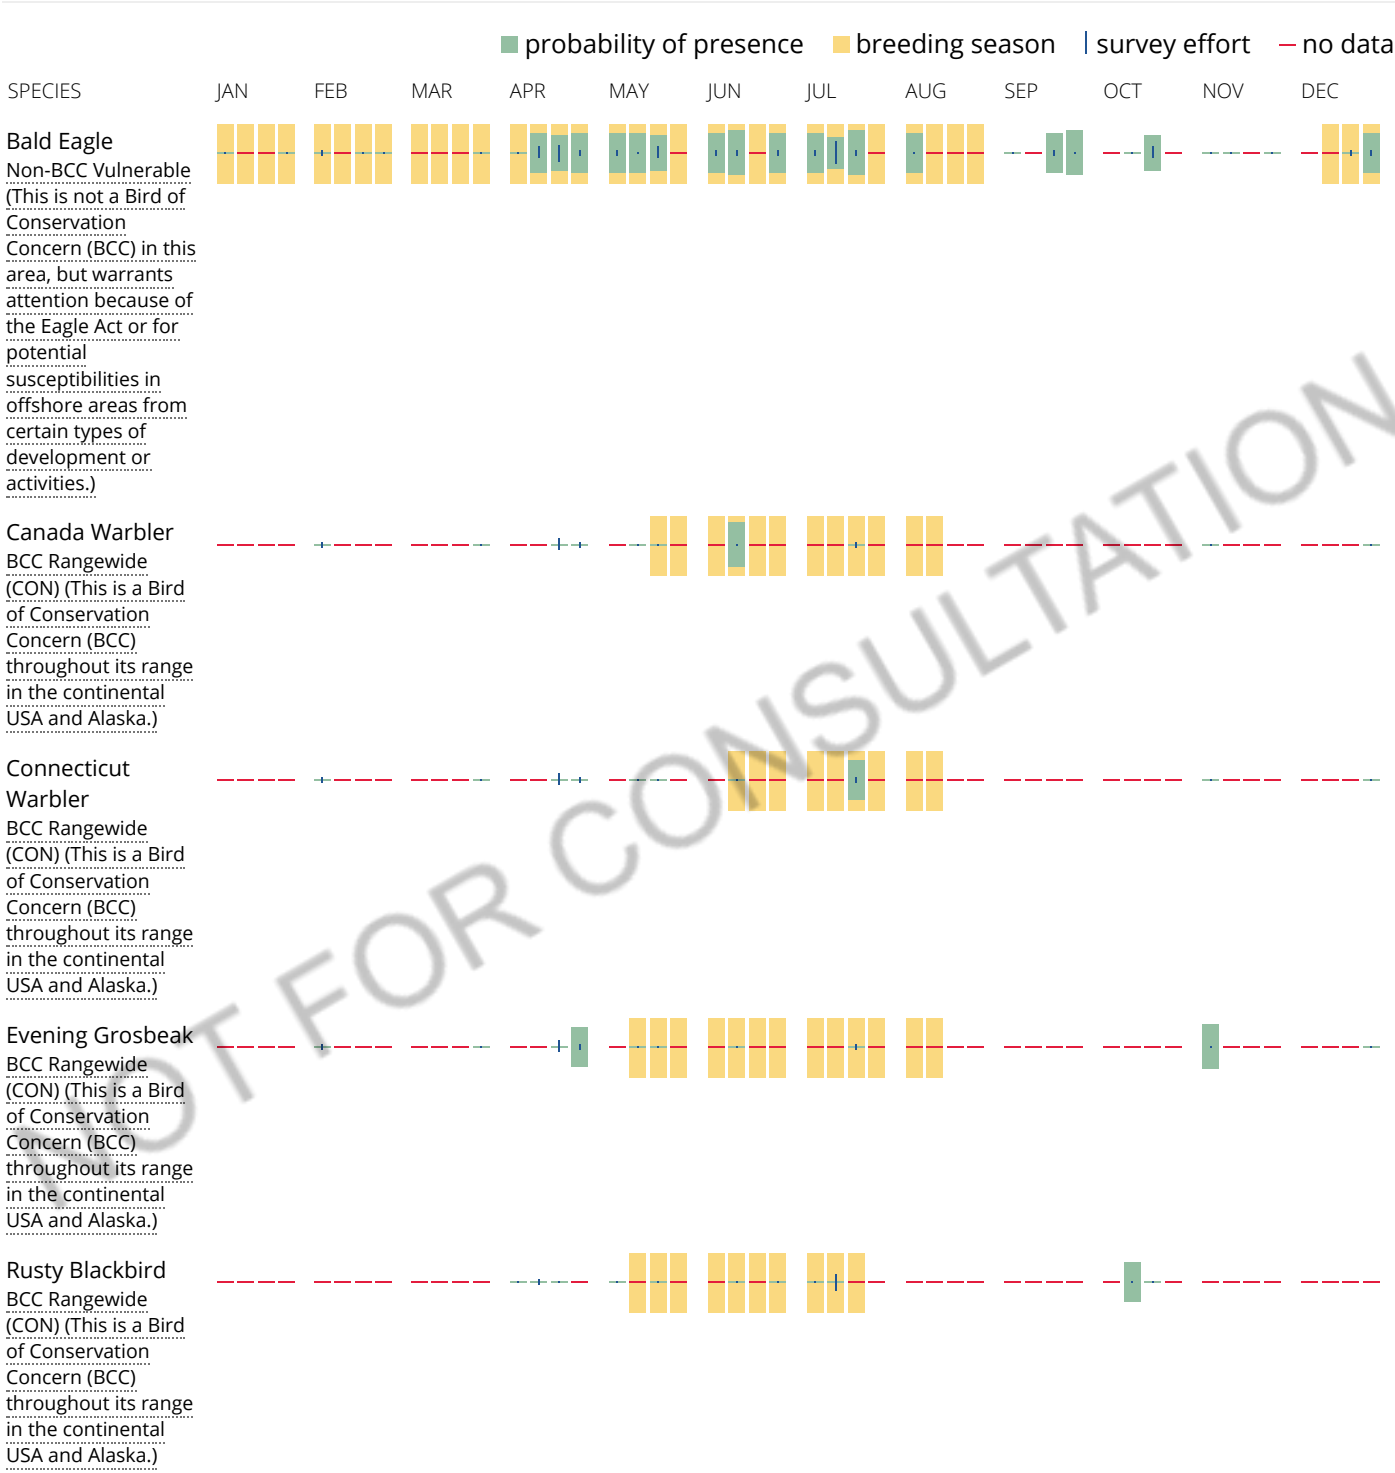 probability of presence breeding season survey effort no data
SPECIES JAN FEB MAR APR MAY JUN JUL AUG SEP OCT NOV DEC
Bald Eagle
Non-BCC Vulnerable
(This is not a Bird of
Conservation
Concern (BCC) in this
area, but warrants
attention because of
the Eagle Act or for
potential
susceptibilities in
offshore areas from
certain types of
development or
activities.)
Canada Warbler
BCC Rangewide
(CON) (This is a Bird
of Conservation
Concern (BCC)
throughout its range
in the continental
USA and Alaska.)
Connecticut
Warbler
BCC Rangewide
(CON) (This is a Bird
of Conservation
Concern (BCC)
throughout its range
in the continental
USA and Alaska.)
Evening Grosbeak
BCC Rangewide
(CON) (This is a Bird
of Conservation
Concern (BCC)
throughout its range
in the continental
USA and Alaska.)
Rusty Blackbird
BCC Rangewide
(CON) (This is a Bird
of Conservation
Concern (BCC)
throughout its range
in the continental
USA and Alaska.)
NOT FOR CONSULTATION